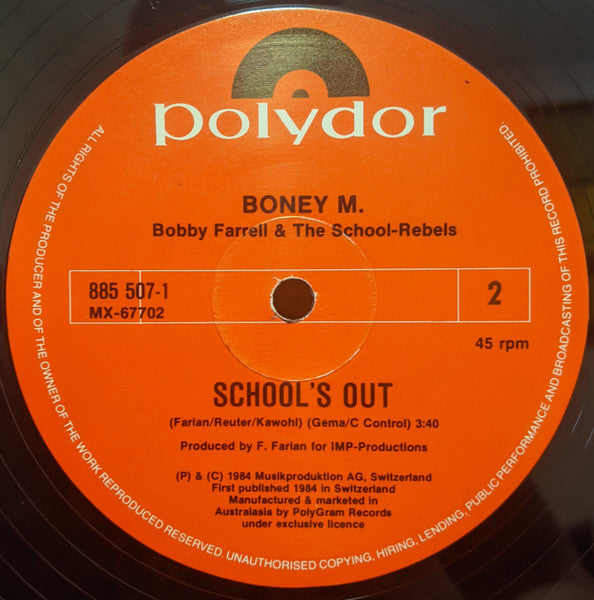 polydor
BONEY M.
Bobby Farrell & The School-Rebels
885 507-1
MX-67702
2
45 rpm
SCHOOL'S OUT
(Farian/Reuter/Kawohl) (Gema/C Control) 3:40
Produced by F. Farian for IMP-Productions
(P) & (C) 1984 Musikproduktion AG, Switzerland
First published 1984 in Switzerland
Manufactured & marketed in
Australasia by PolyGram Records
under exclusive licence
ALL RIGHTS OF THE PRODUCER AND OF THE OWNER OF THE WORK REPRODUCED RESERVED. UNAUTHORISED COPYING, HIRING, LENDING, PUBLIC PERFORMANCE AND BROADCASTING OF THIS RECORD PROHIBITED.